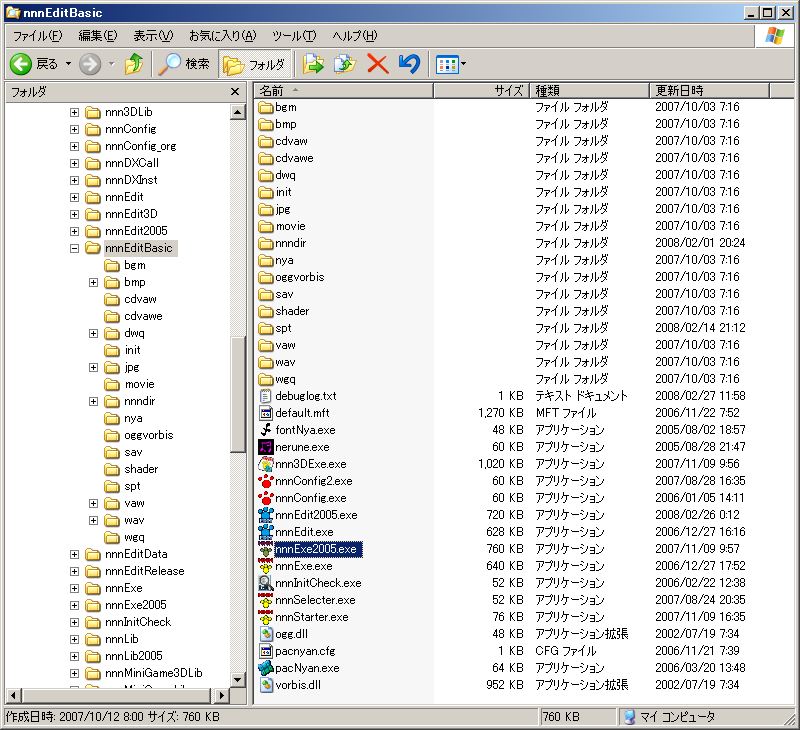 nnnEditBasic
ファイル(F) 編集(E) 表示(V) お気に入り(A) ツール(T) ヘルプ(H)
戻る 検索 フォルダ
フォルダ
nnn3DLib
nnnConfig
nnnConfig_org
nnnDXCall
nnnDXInst
nnnEdit
nnnEdit3D
nnnEdit2005
nnnEditBasic
bgm
bmp
cdvaw
cdvawe
dwq
init
jpg
movie
nnndir
nya
oggvorbis
sav
shader
spt
vaw
wav
wgq
nnnEditData
nnnEditRelease
nnnExe
nnnExe2005
nnnInitCheck
nnnLib
nnnLib2005
nnnMiniGame3DLib
名前 サイズ 種類 更新日時
bgm ファイル フォルダ 2007/10/03 7:16
bmp ファイル フォルダ 2007/10/03 7:16
cdvaw ファイル フォルダ 2007/10/03 7:16
cdvawe ファイル フォルダ 2007/10/03 7:16
dwq ファイル フォルダ 2007/10/03 7:16
init ファイル フォルダ 2007/10/03 7:16
jpg ファイル フォルダ 2007/10/03 7:16
movie ファイル フォルダ 2007/10/03 7:16
nnndir ファイル フォルダ 2008/02/01 20:24
nya ファイル フォルダ 2007/10/03 7:16
oggvorbis ファイル フォルダ 2007/10/03 7:16
sav ファイル フォルダ 2007/10/03 7:16
shader ファイル フォルダ 2007/10/03 7:16
spt ファイル フォルダ 2008/02/14 21:12
vaw ファイル フォルダ 2007/10/03 7:16
wav ファイル フォルダ 2007/10/03 7:16
wgq ファイル フォルダ 2007/10/03 7:16
debuglog.txt 1 KB テキスト ドキュメント 2008/02/27 11:58
default.mft 1,270 KB MFT ファイル 2006/11/22 7:52
fontNya.exe 48 KB アプリケーション 2005/08/02 18:57
nerune.exe 60 KB アプリケーション 2005/08/28 21:47
nnn3DExe.exe 1,020 KB アプリケーション 2007/11/09 9:56
nnnConfig2.exe 60 KB アプリケーション 2007/08/28 16:35
nnnConfig.exe 60 KB アプリケーション 2006/01/05 14:11
nnnEdit2005.exe 720 KB アプリケーション 2008/02/26 0:12
nnnEdit.exe 628 KB アプリケーション 2006/12/27 16:16
nnnExe2005.exe 760 KB アプリケーション 2007/11/09 9:57
nnnExe.exe 640 KB アプリケーション 2006/12/27 17:52
nnnInitCheck.exe 52 KB アプリケーション 2006/02/22 12:38
nnnSelecter.exe 52 KB アプリケーション 2007/08/24 20:35
nnnStarter.exe 76 KB アプリケーション 2007/11/09 16:35
ogg.dll 48 KB アプリケーション拡張 2002/07/19 7:34
pacnyan.cfg 1 KB CFG ファイル 2006/11/21 7:39
pacNyan.exe 64 KB アプリケーション 2006/03/20 13:48
vorbis.dll 952 KB アプリケーション拡張 2002/07/19 7:34
作成日時: 2007/10/12 8:00 サイズ: 760 KB 760 KB マイ コンピュータ